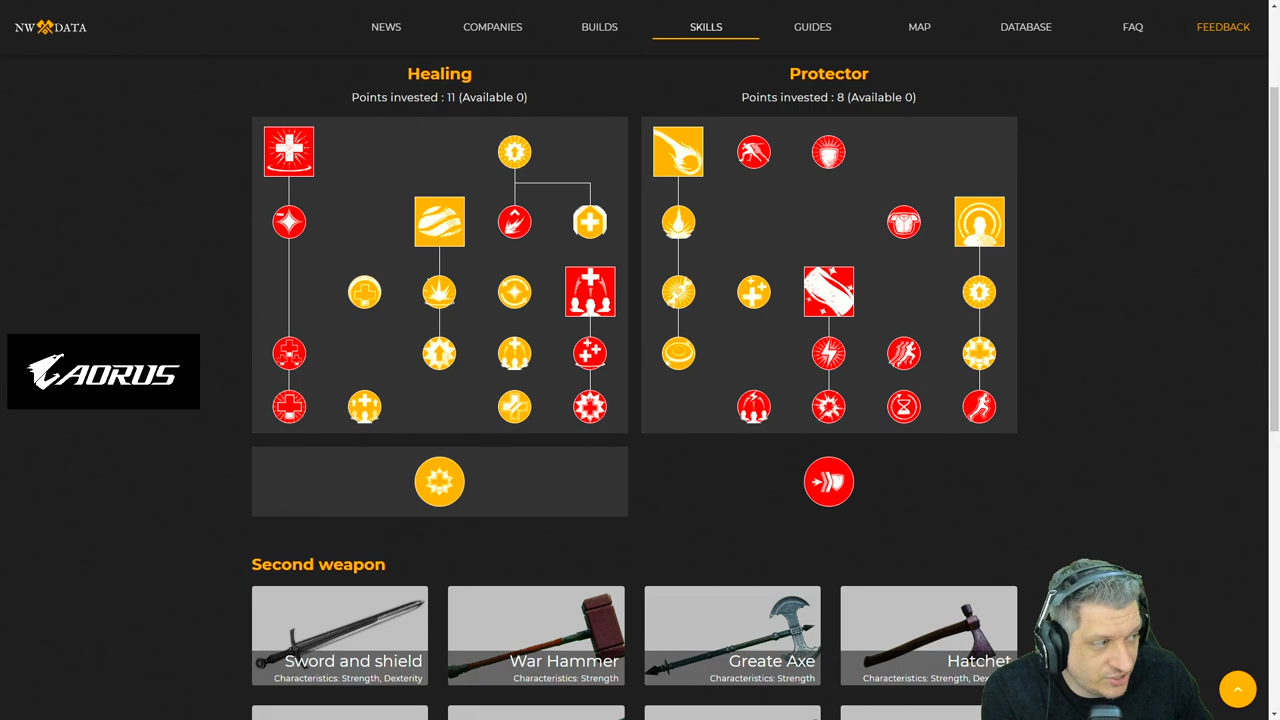 NW DATA
NEWS
COMPANIES
BUILDS
SKILLS
GUIDES
MAP
DATABASE
FAQ
FEEDBACK
Healing
Points invested : 11 (Available 0)
Protector
Points invested : 8 (Available 0)
AORUS
Second weapon
Sword and shield
Characteristics: Strength, Dexterity
War Hammer
Characteristics: Strength
Greate Axe
Characteristics: Strength
Hatchet
Characteristics: Strength, Dex